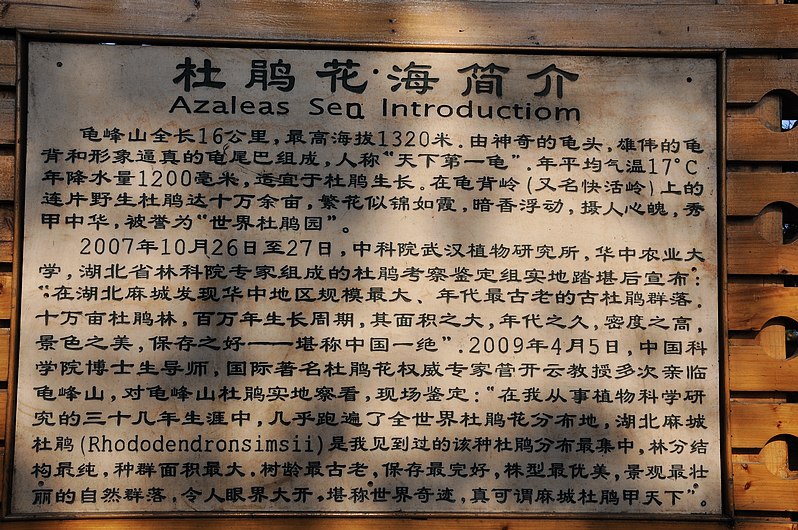 杜鹃花·海简介
Azaleas Sea Introductiom
龟峰山全长16公里，最高海拔1320米．由神奇的龟头，雄伟的龟
背和形象逼真的龟尾巴组成，人称“天下第一龟”．年平均气温17°C
年降水量1200毫米，适宜于杜鹃生长．在龟背岭（又名快活岭）上的
连片野生杜鹃达十万余亩，繁花似锦如霞，暗香浮动，摄人心魄，秀
甲中华，被誉为“世界杜鹃园”。
2007年10月26日至27日，中科院武汉植物研究所，华中农业大
学，湖北省林科院专家组成的杜鹃考察鉴定组实地踏堪后宣布：
“在湖北麻城发现华中地区规模最大、年代最古老的古杜鹃群落．
十万亩杜鹃林，百万年生长周期，其面积之大，年代之久，密度之高，
景色之美，保存之好——堪称中国一绝”．2009年4月5日，中国科
学院博士生导师，国际著名杜鹃花权威专家营开云教授多次亲临
龟峰山，对龟峰山杜鹃实地察看，现场鉴定：“在我从事植物科学研
究的三十几年生涯中，几乎跑遍了全世界杜鹃花分布地，湖北麻城
杜鹃(Rhododendronsimsii)是我见到过的该种杜鹃分布最集中，林分结
构最纯，种群面积最大，树龄最古老，保存最完好，株型最优美，景观最壮
丽的自然群落，令人眼界大开．堪称世界奇迹，真可谓麻城杜鹃甲天下”。